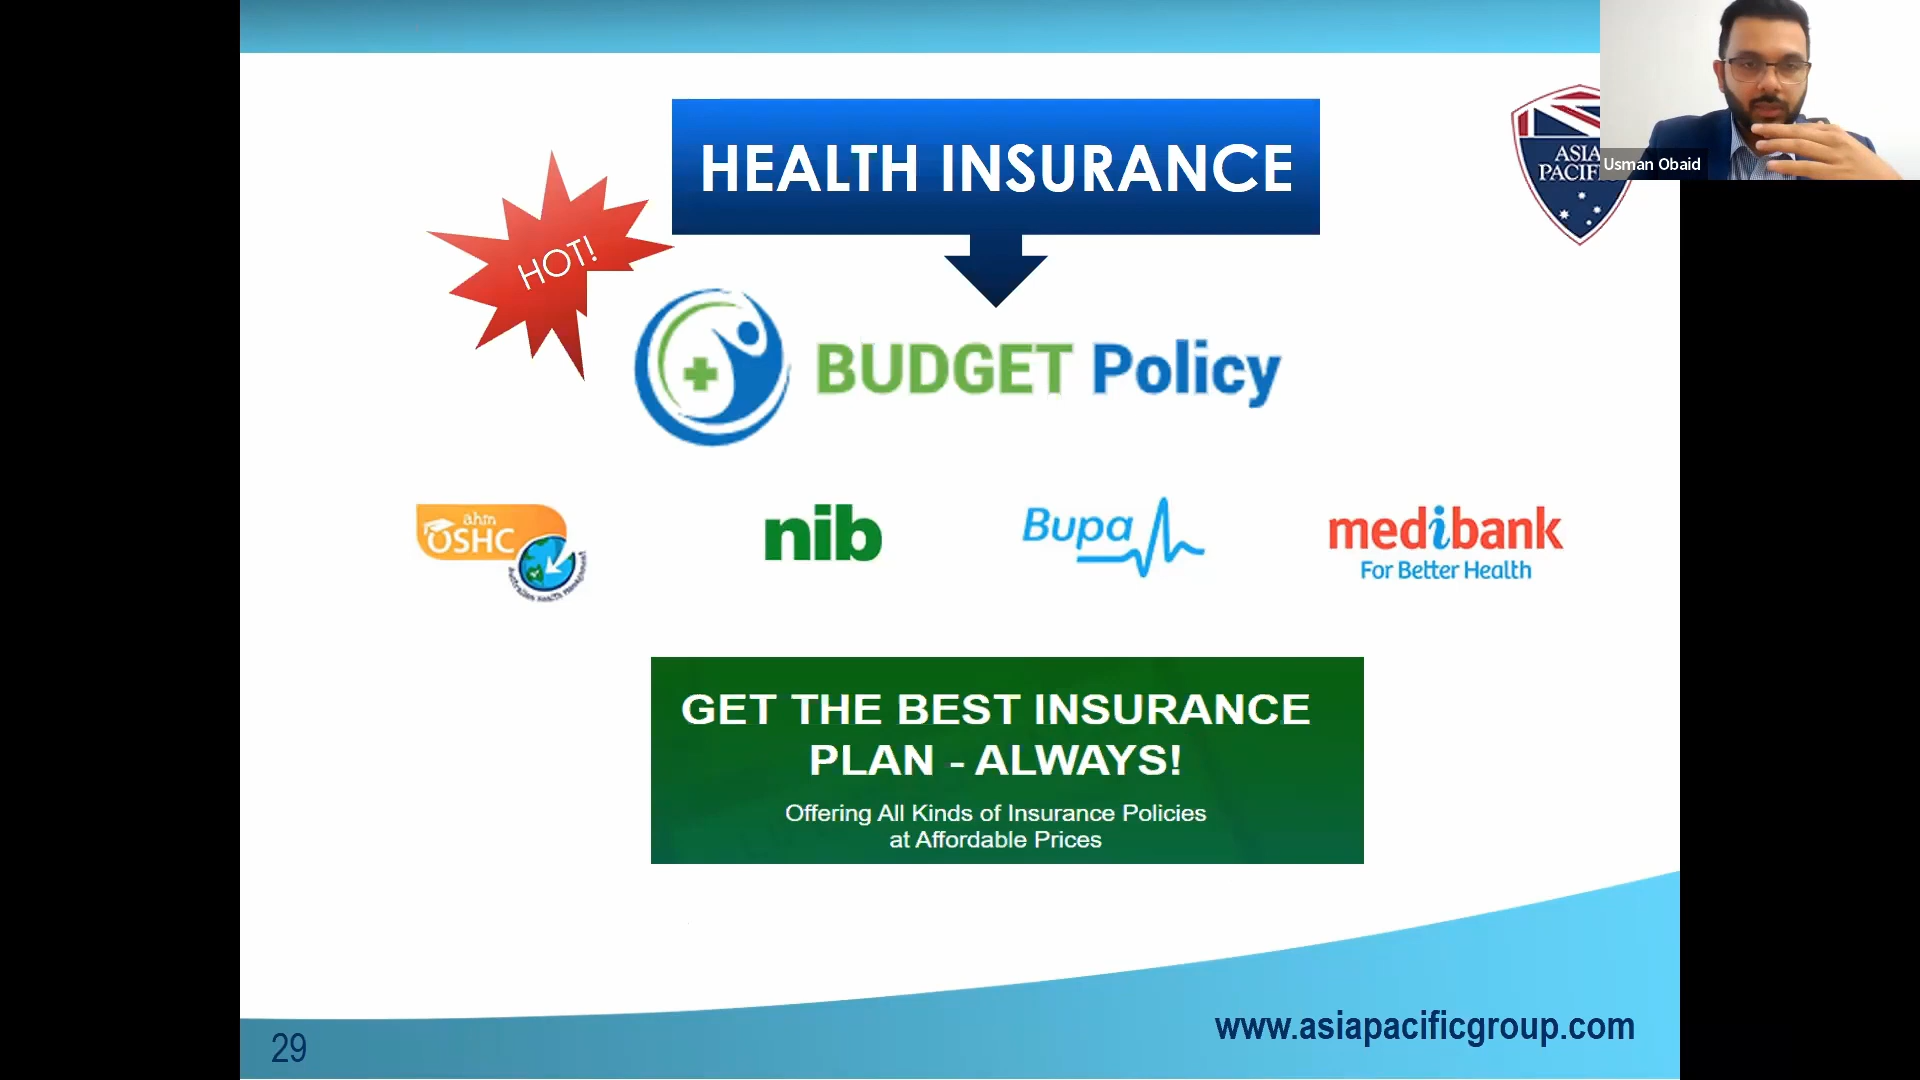 HEALTH INSURANCE
ASIA
PACIFI
Usman Obaid
HOT!
BUDGET Policy
ahm
OSHC
nib
Bupa
medibank
For Better Health
GET THE BEST INSURANCE
PLAN - ALWAYS!
Offering All Kinds of Insurance Policies
at Affordable Prices
www.asiapacificgroup.com
29